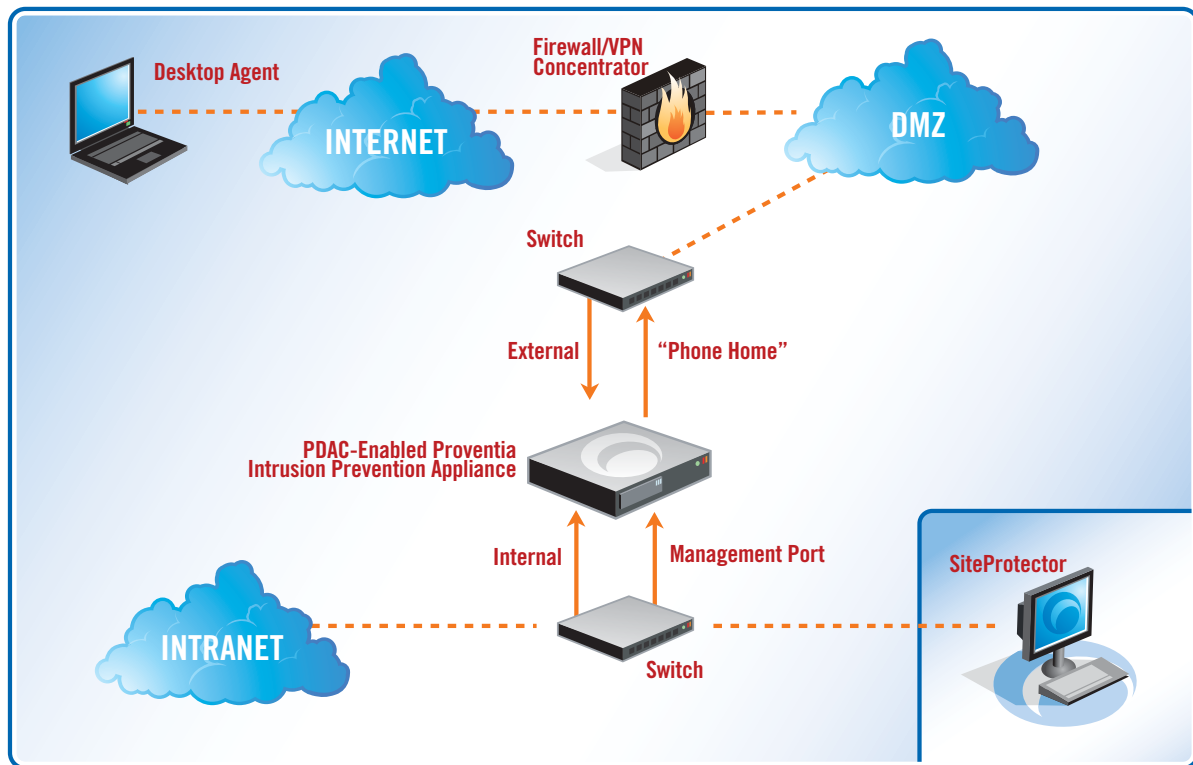 Desktop Agent
Firewall/VPN
Concentrator
INTERNET
DMZ
Switch
External
“Phone Home”
PDAC-Enabled Proventia
Intrusion Prevention Appliance
Internal
Management Port
SiteProtector
INTRANET
Switch